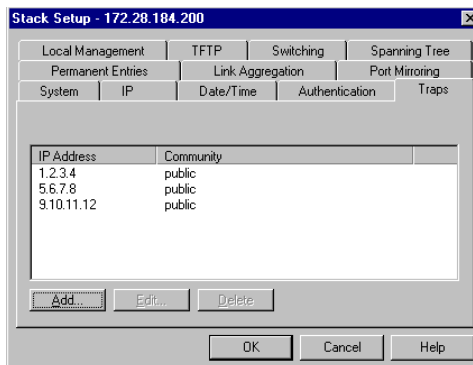 Stack Setup - 172.28.184.200
Local Management TFTP Switching Spanning Tree
Permanent Entries Link Aggregation Port Mirroring
System IP Date/Time Authentication Traps
IP Address Community
1.2.3.4 public
5.6.7.8 public
9.10.11.12 public
Add... Edit... Delete
OK Cancel Help